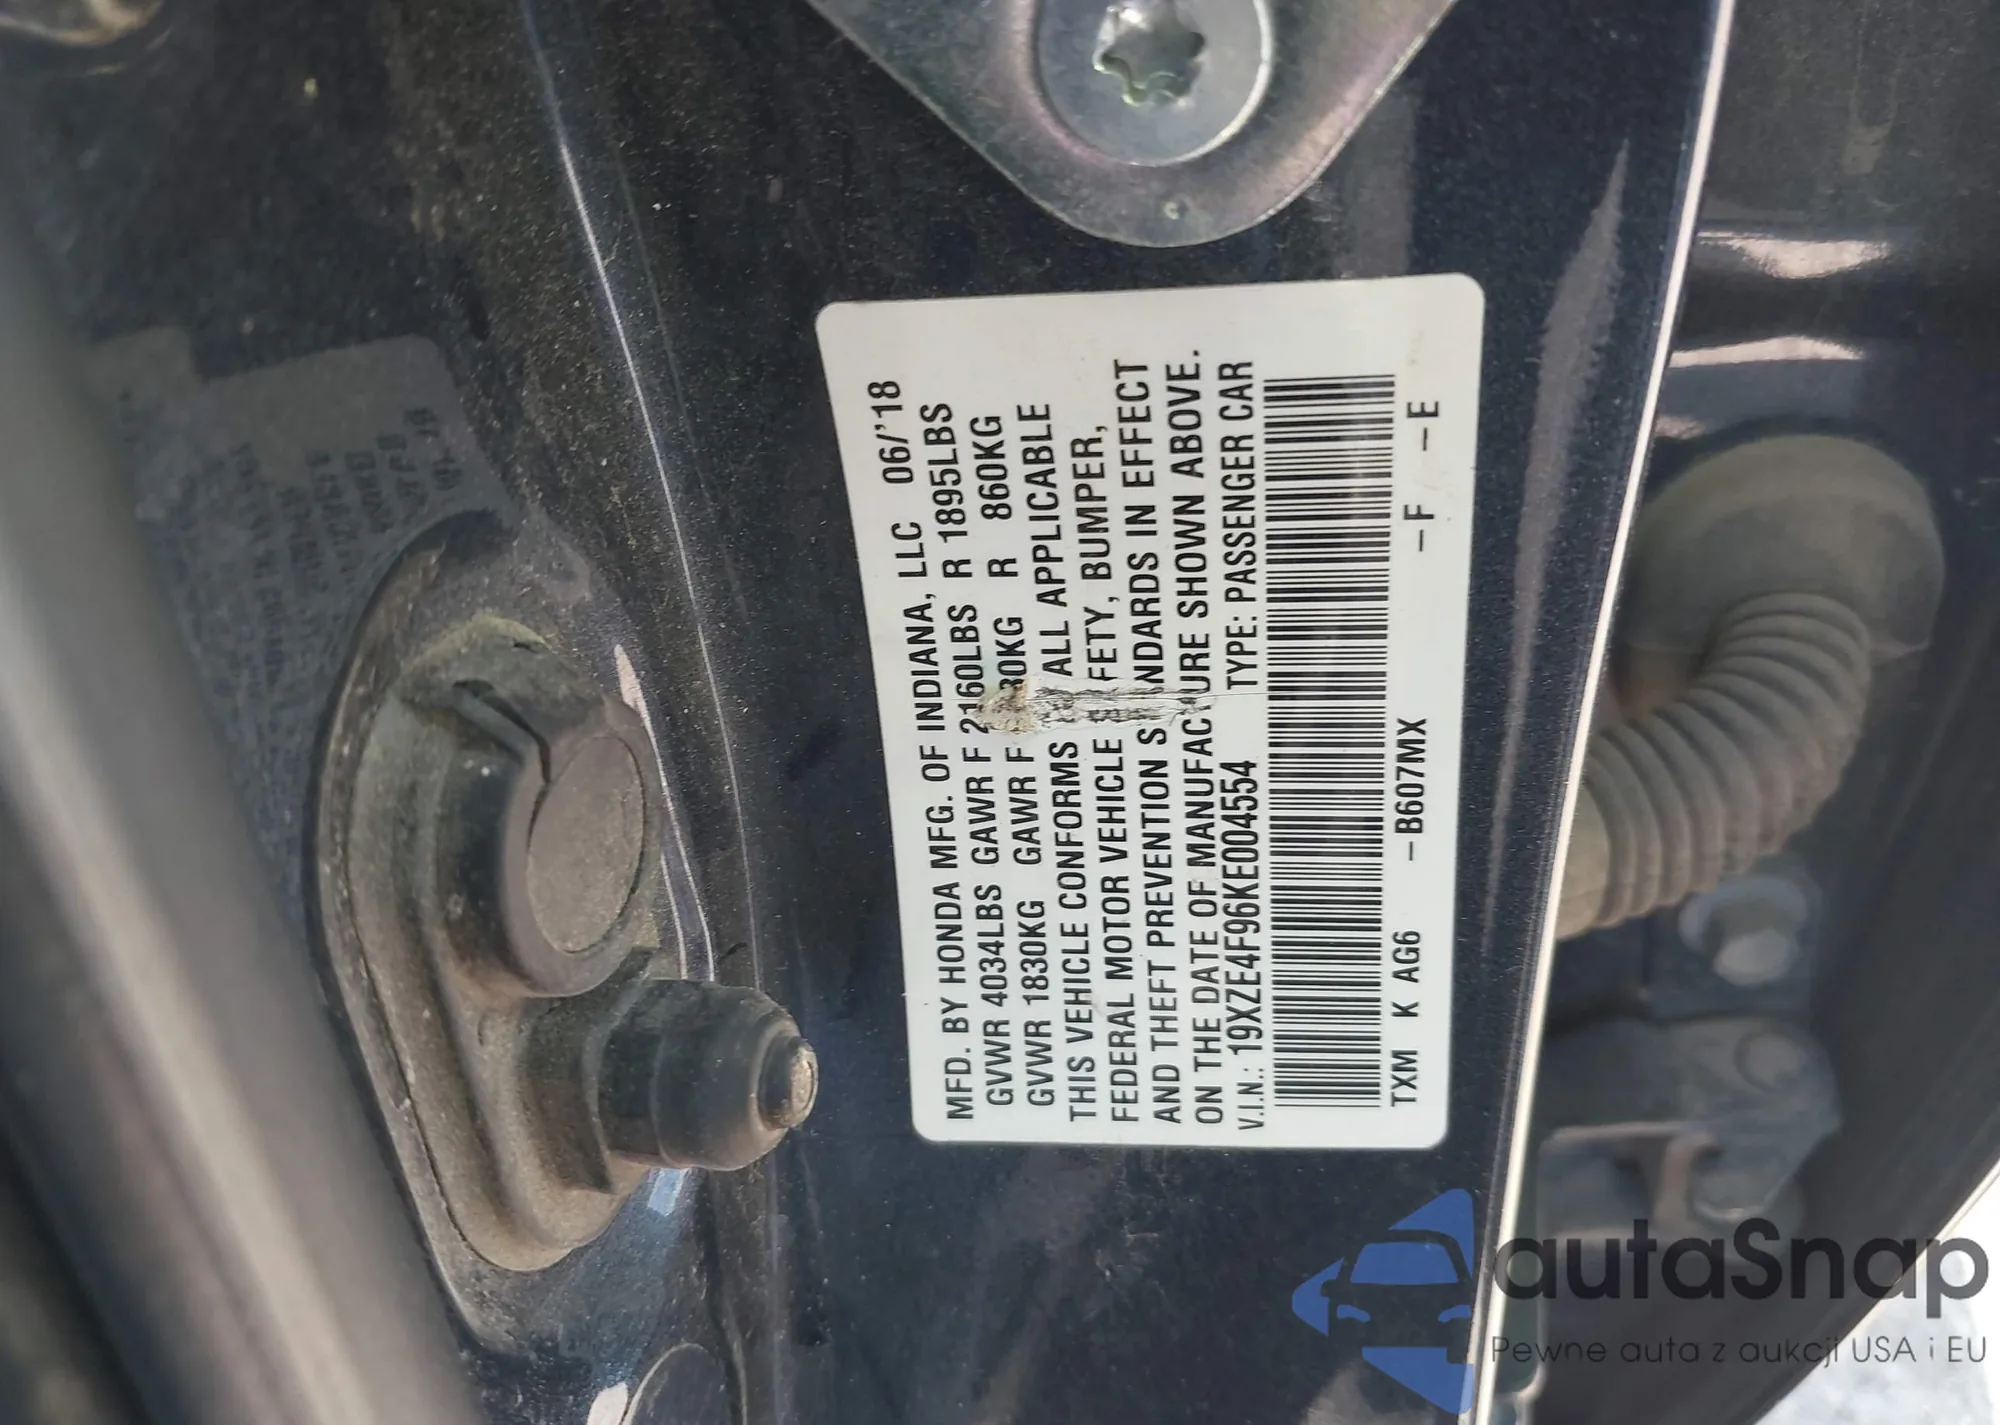 MFD. BY HONDA MFG. OF INDIANA, LLC 06/'18
GVWR 4034LBS GAWR F 2160LBS R 1895LBS
GVWR 1830KG GAWR F 80KG R 860KG
THIS VEHICLE CONFORMS ALL APPLICABLE
FEDERAL MOTOR VEHICLE FETY, BUMPER,
AND THEFT PREVENTION S NDARDS IN EFFECT
ON THE DATE OF MANUFAC URE SHOWN ABOVE.
V.I.N.: 19XZE4F96KE004554 TYPE: PASSENGER CAR
TXM K AG6 –B607MX –F –E
autaSnap
Pewne auta z aukcji USA i EU